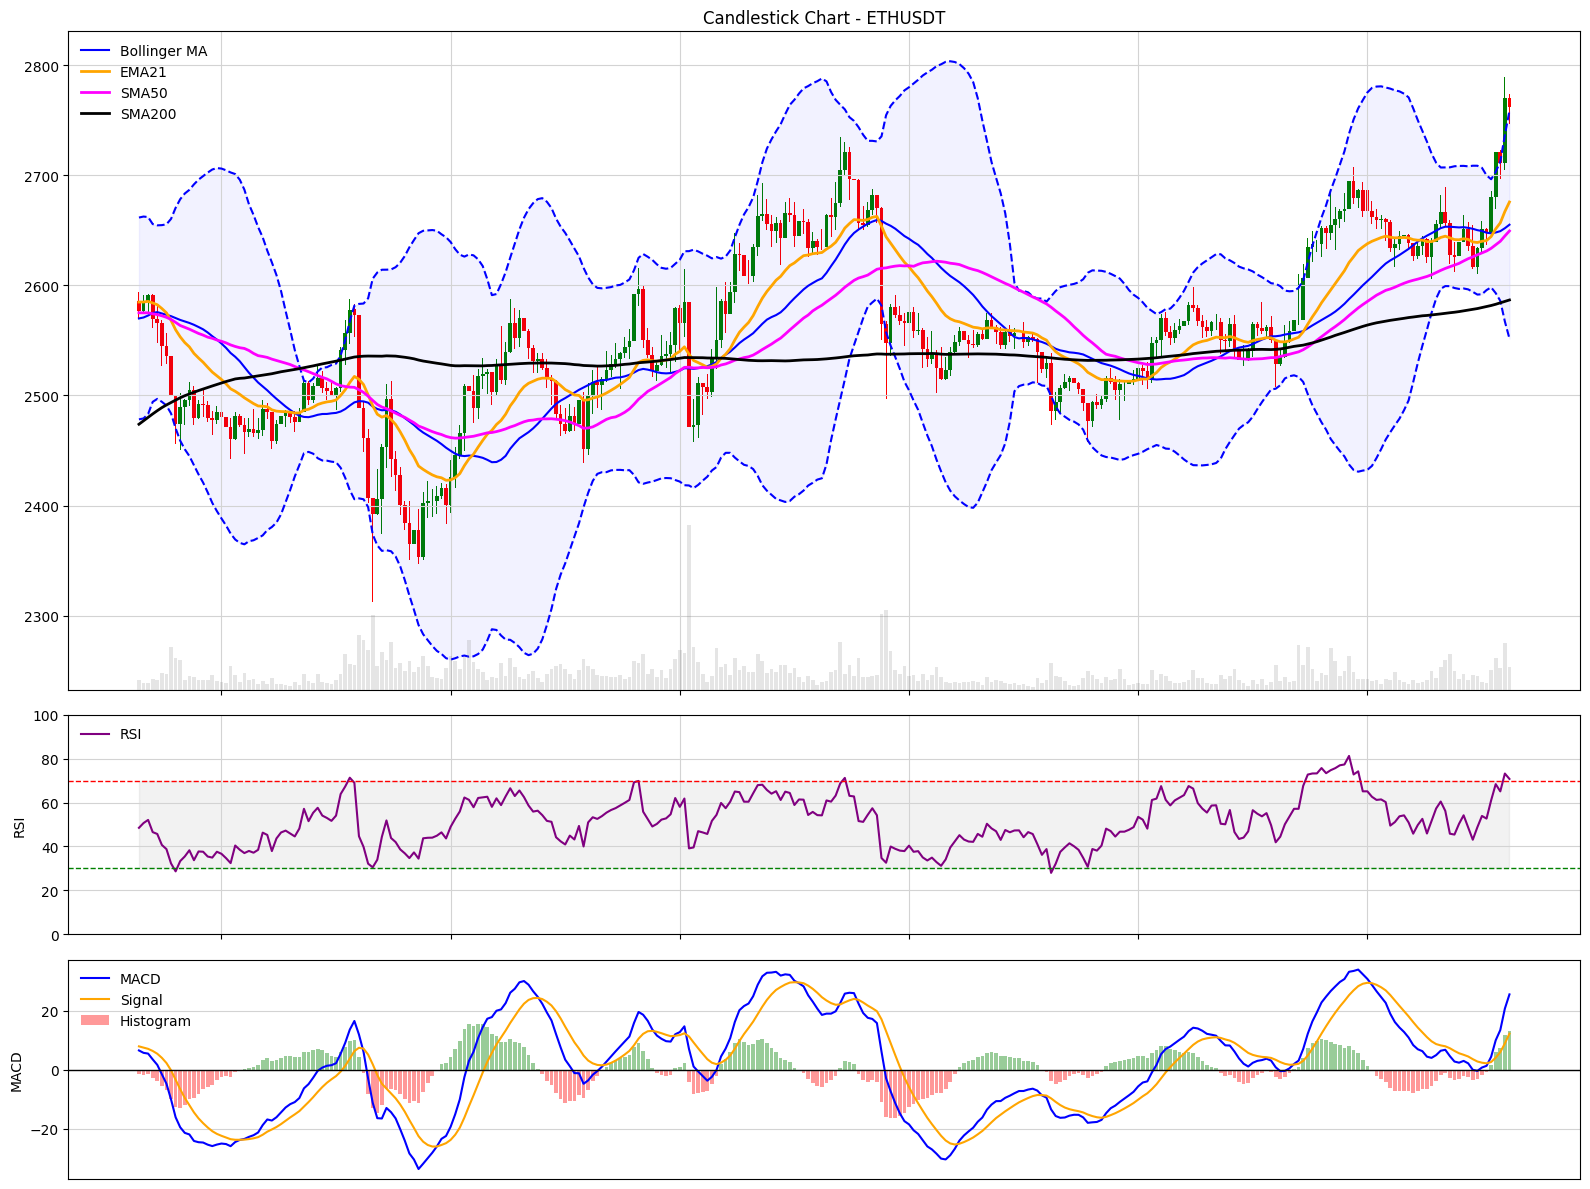 Candlestick Chart - ETHUSDT
Bollinger MA
EMA21
SMA50
SMA200
2800
2700
2600
2500
2400
2300
RSI
100
80
60
40
20
0
RSI
MACD
Signal
Histogram
20
0
−20
MACD